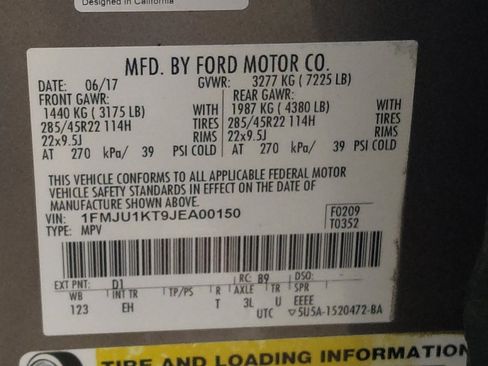 Designed in California
MFD. BY FORD MOTOR CO.
DATE: 06/17 GVWR: 3277 KG ( 7225 LB)
FRONT GAWR: REAR GAWR:
1440 KG ( 3175 LB) WITH 1987 KG ( 4380 LB) WITH
285/45R22 114H TIRES 285/45R22 114H TIRES
22x9.5J RIMS 22x9.5J RIMS
AT 270 kPa/ 39 PSI COLD AT 270 kPa/ 39 PSI COLD
THIS VEHICLE CONFORMS TO ALL APPLICABLE FEDERAL MOTOR
VEHICLE SAFETY STANDARDS IN EFFECT ON THE DATE OF
MANUFACTURE SHOWN ABOVE.
VIN: 1FMJU1KT9JEA00150 F0209
TYPE: MPV T0352
EXT PNT: D1 RC: B9 DSO:
WB INT TR TP/PS R AXLE TR SPR
123 EH T 3L U EEEE
UTC ▽5U5A-1520472-BA
TIRE AND LOADING INFORMATION